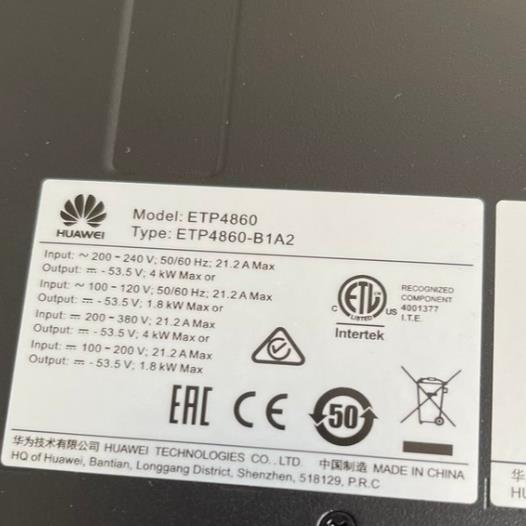 HUAWEI
Model: ETP4860
Type: ETP4860-B1A2
Input: ~ 200 - 240 V; 50/60 Hz; 21.2 A Max
Output: ⎓ - 53.5 V; 4 kW Max or
Input: ~ 100 - 120 V; 50/60 Hz; 21.2 A Max
Output: ⎓ - 53.5 V; 1.8 kW Max or
Input: ⎓ 200 - 380 V; 21.2 A Max
Output: ⎓ - 53.5 V; 4 kW Max or
Input: ⎓ 100 - 200 V; 21.2 A Max
Output: ⎓ - 53.5 V; 1.8 kW Max
C ETL US
LISTED
Intertek
RECOGNIZED
COMPONENT
4001377
I.T.E.
EAC CE 50
华为技术有限公司 HUAWEI TECHNOLOGIES CO., LTD. 中国制造 MADE IN CHINA
HQ of Huawei, Bantian, Longgang District, Shenzhen, 518129, P.R.C
华
HU